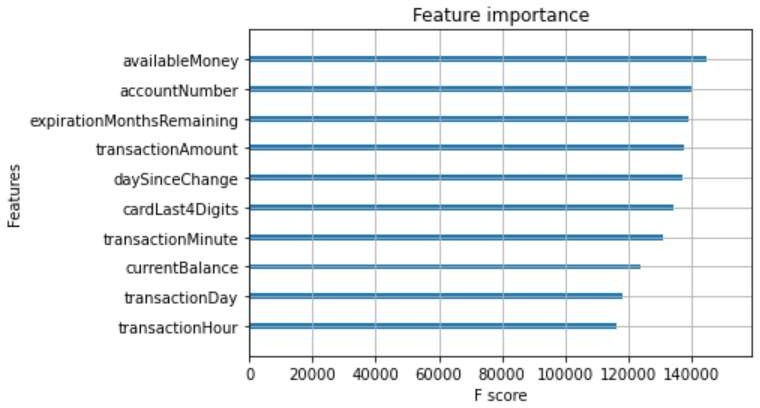 Feature importance
Features
availableMoney
accountNumber
expirationMonthsRemaining
transactionAmount
daySinceChange
cardLast4Digits
transactionMinute
currentBalance
transactionDay
transactionHour
0 20000 40000 60000 80000 100000 120000 140000
F score